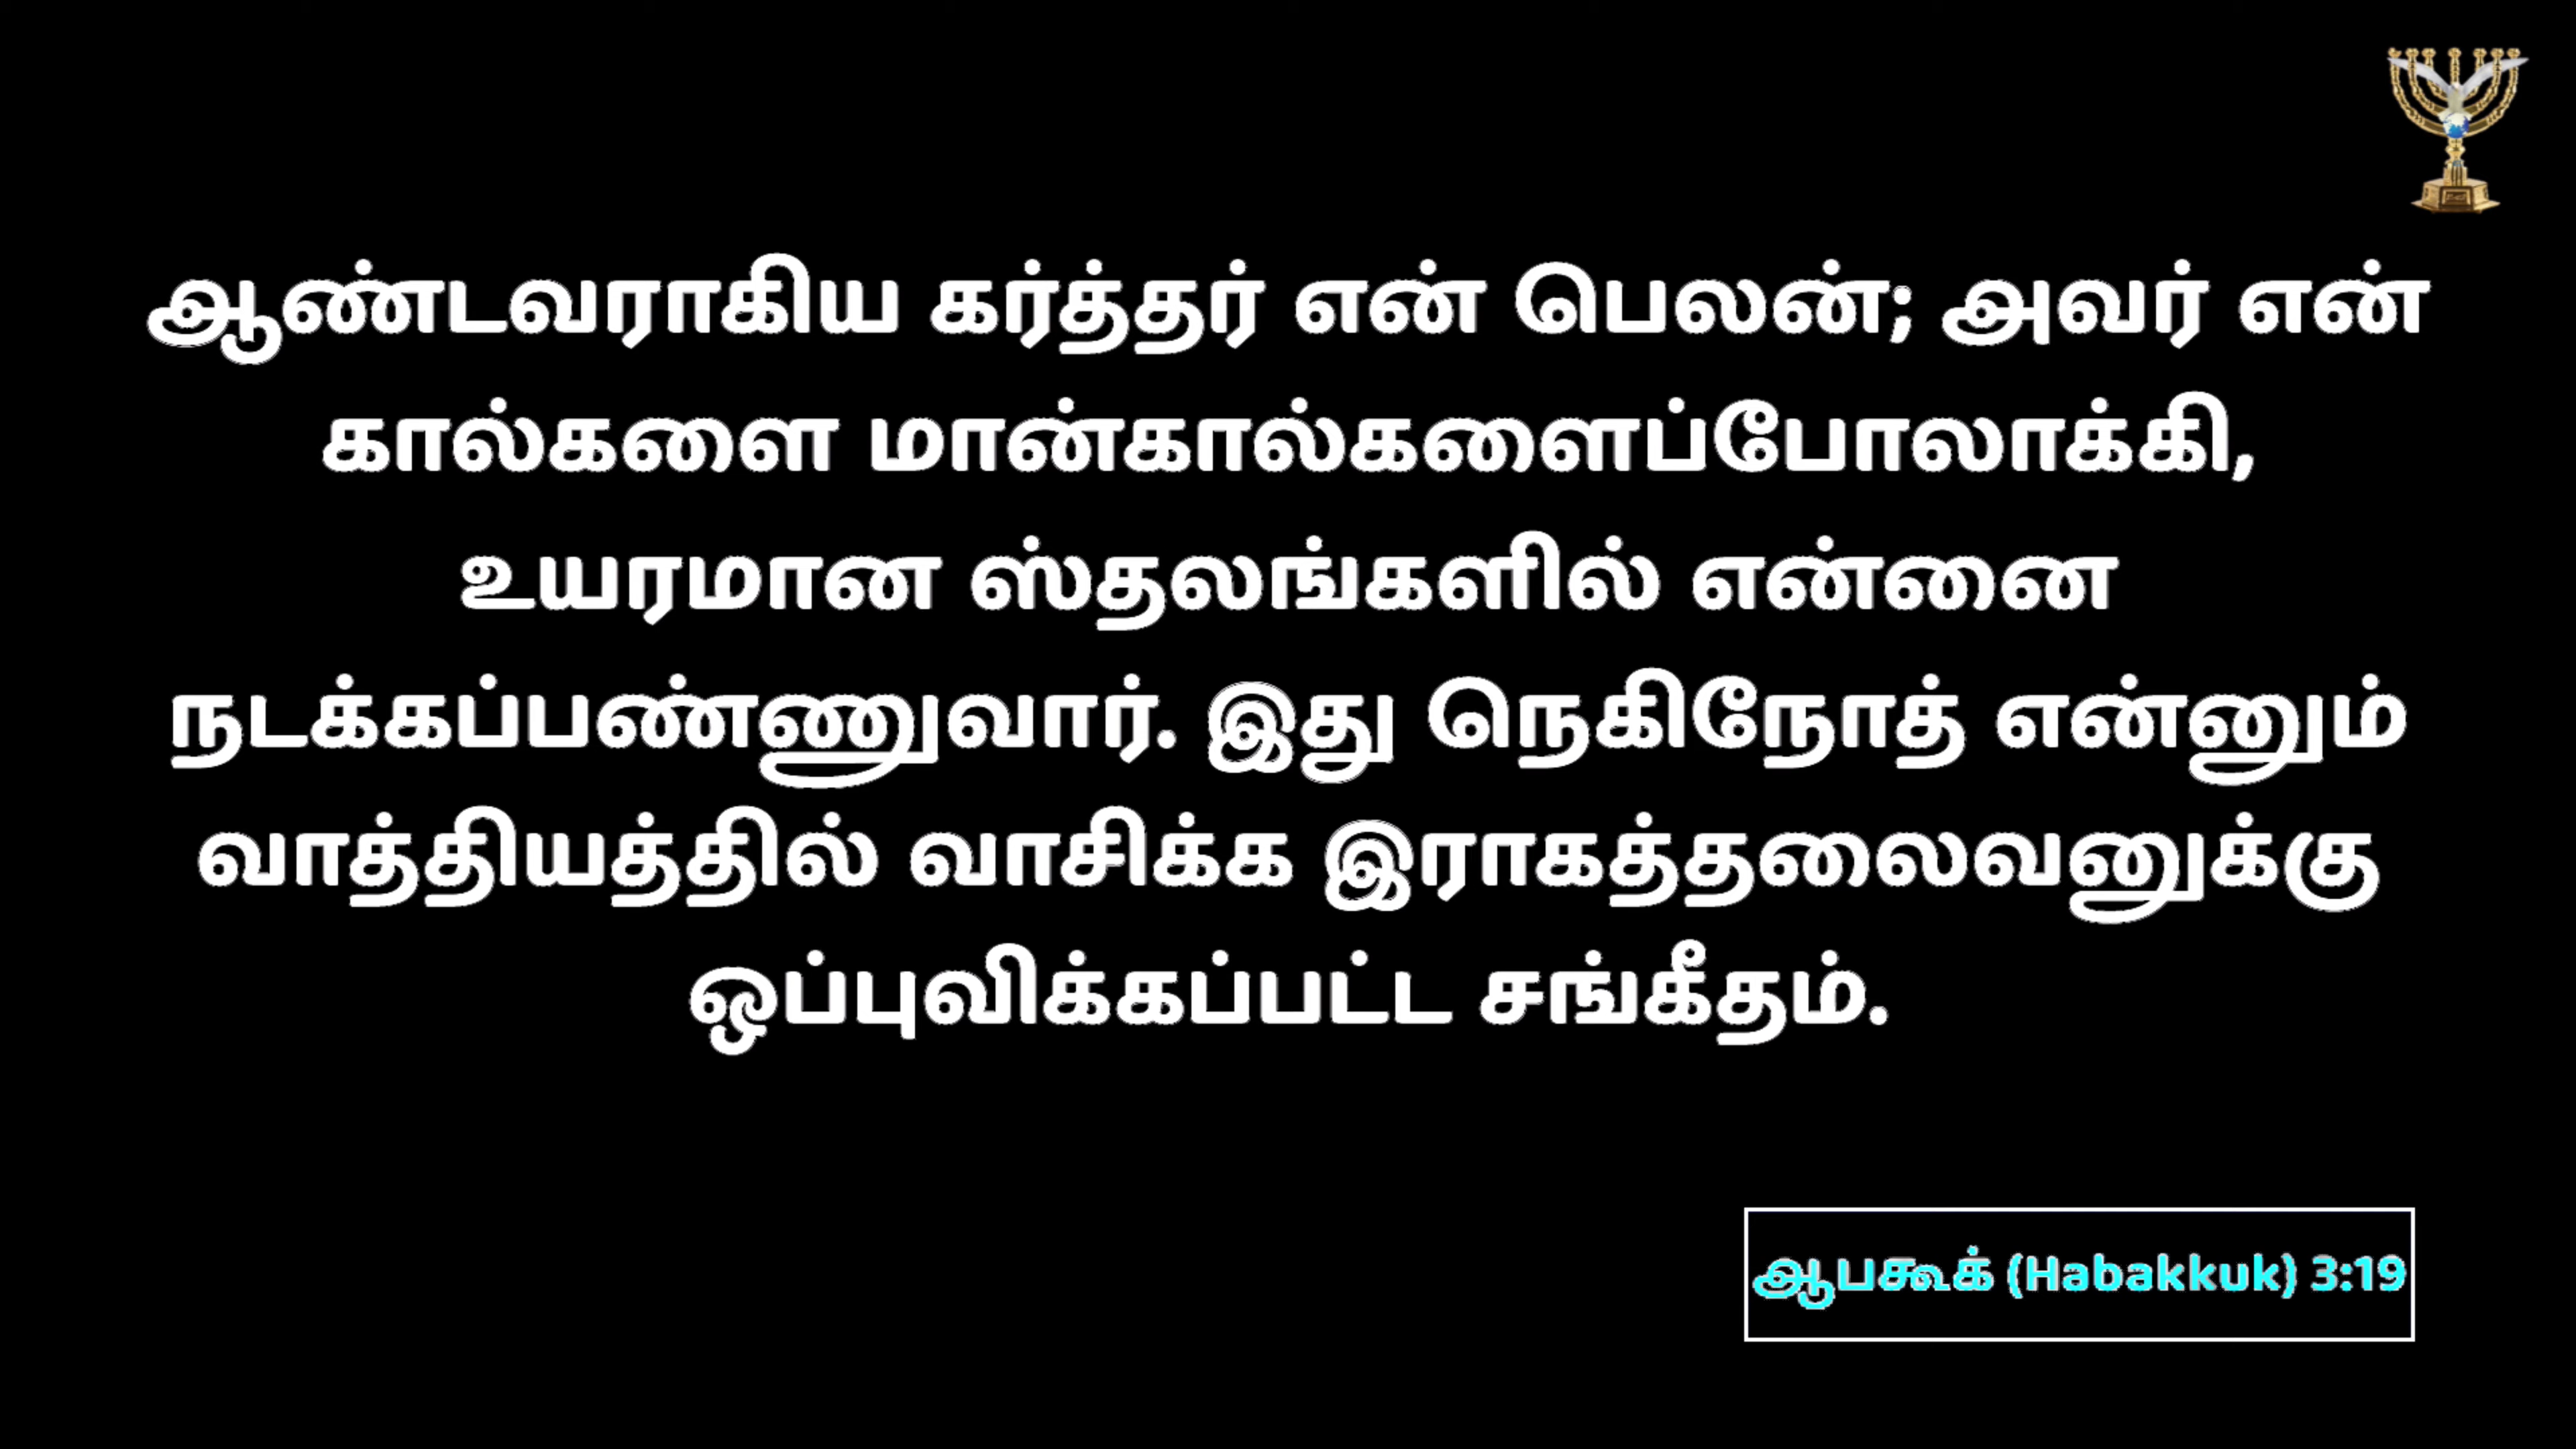 ஆண்டவராகிய கர்த்தர் என் பெலன்; அவர் என்
கால்களை மான்கால்களைப்போலாக்கி,
உயரமான ஸ்தலங்களில் என்னை
நடக்கப்பண்ணுவார். இது நெகிநோத் என்னும்
வாத்தியத்தில் வாசிக்க இராகத்தலைவனுக்கு
ஒப்புவிக்கப்பட்ட சங்கீதம்.
ஆபகூக் (Habakkuk) 3:19